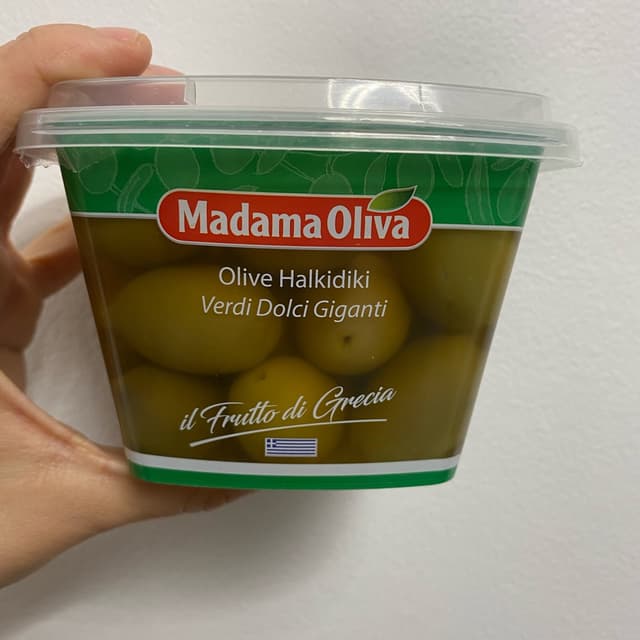 Madama Oliva
Olive Halkidiki
Verdi Dolci Giganti
il Frutto di Grecia